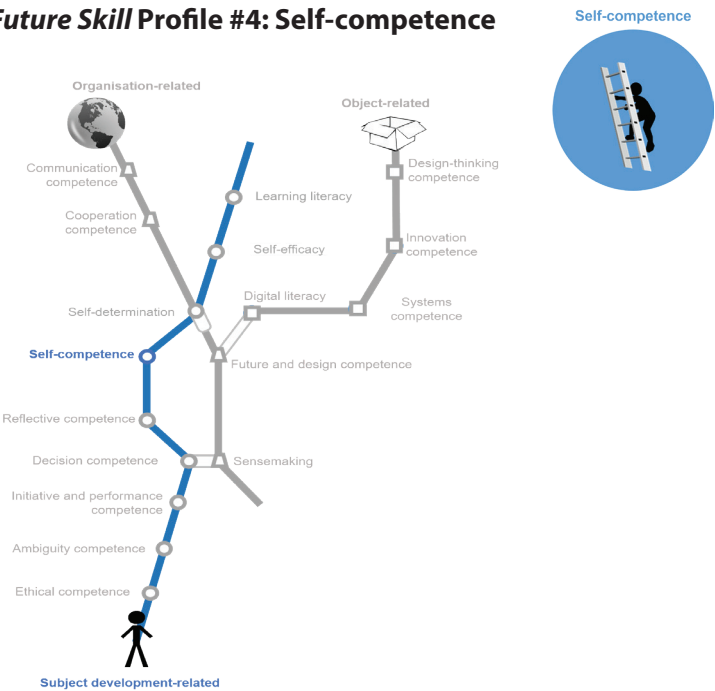 Future Skill Profile #4: Self-competence
Self-competence
Organisation-related
Object-related
Communication
competence
Design-thinking
competence
Learning literacy
Cooperation
competence
Self-efficacy
Innovation
competence
Digital literacy
Systems
competence
Self-determination
Self-competence
Future and design competence
Reflective competence
Decision competence
Sensemaking
Initiative and performance
competence
Ambiguity competence
Ethical competence
Subject development-related